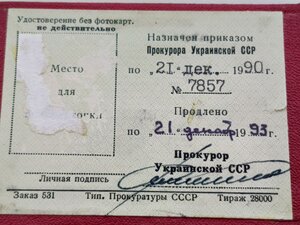 Удостоверение без фотокарт.
не действительно
Место
для
Личная подпись
Назначен приказом
Прокурора Украинской ССР
по „21 дек. 1990 г.
№ 7857
Продлено
по „21" декаб 1993 г.
Прокурор
Украинской ССР
Заказ 531 Тип. Прокуратуры СССР Тираж 28000